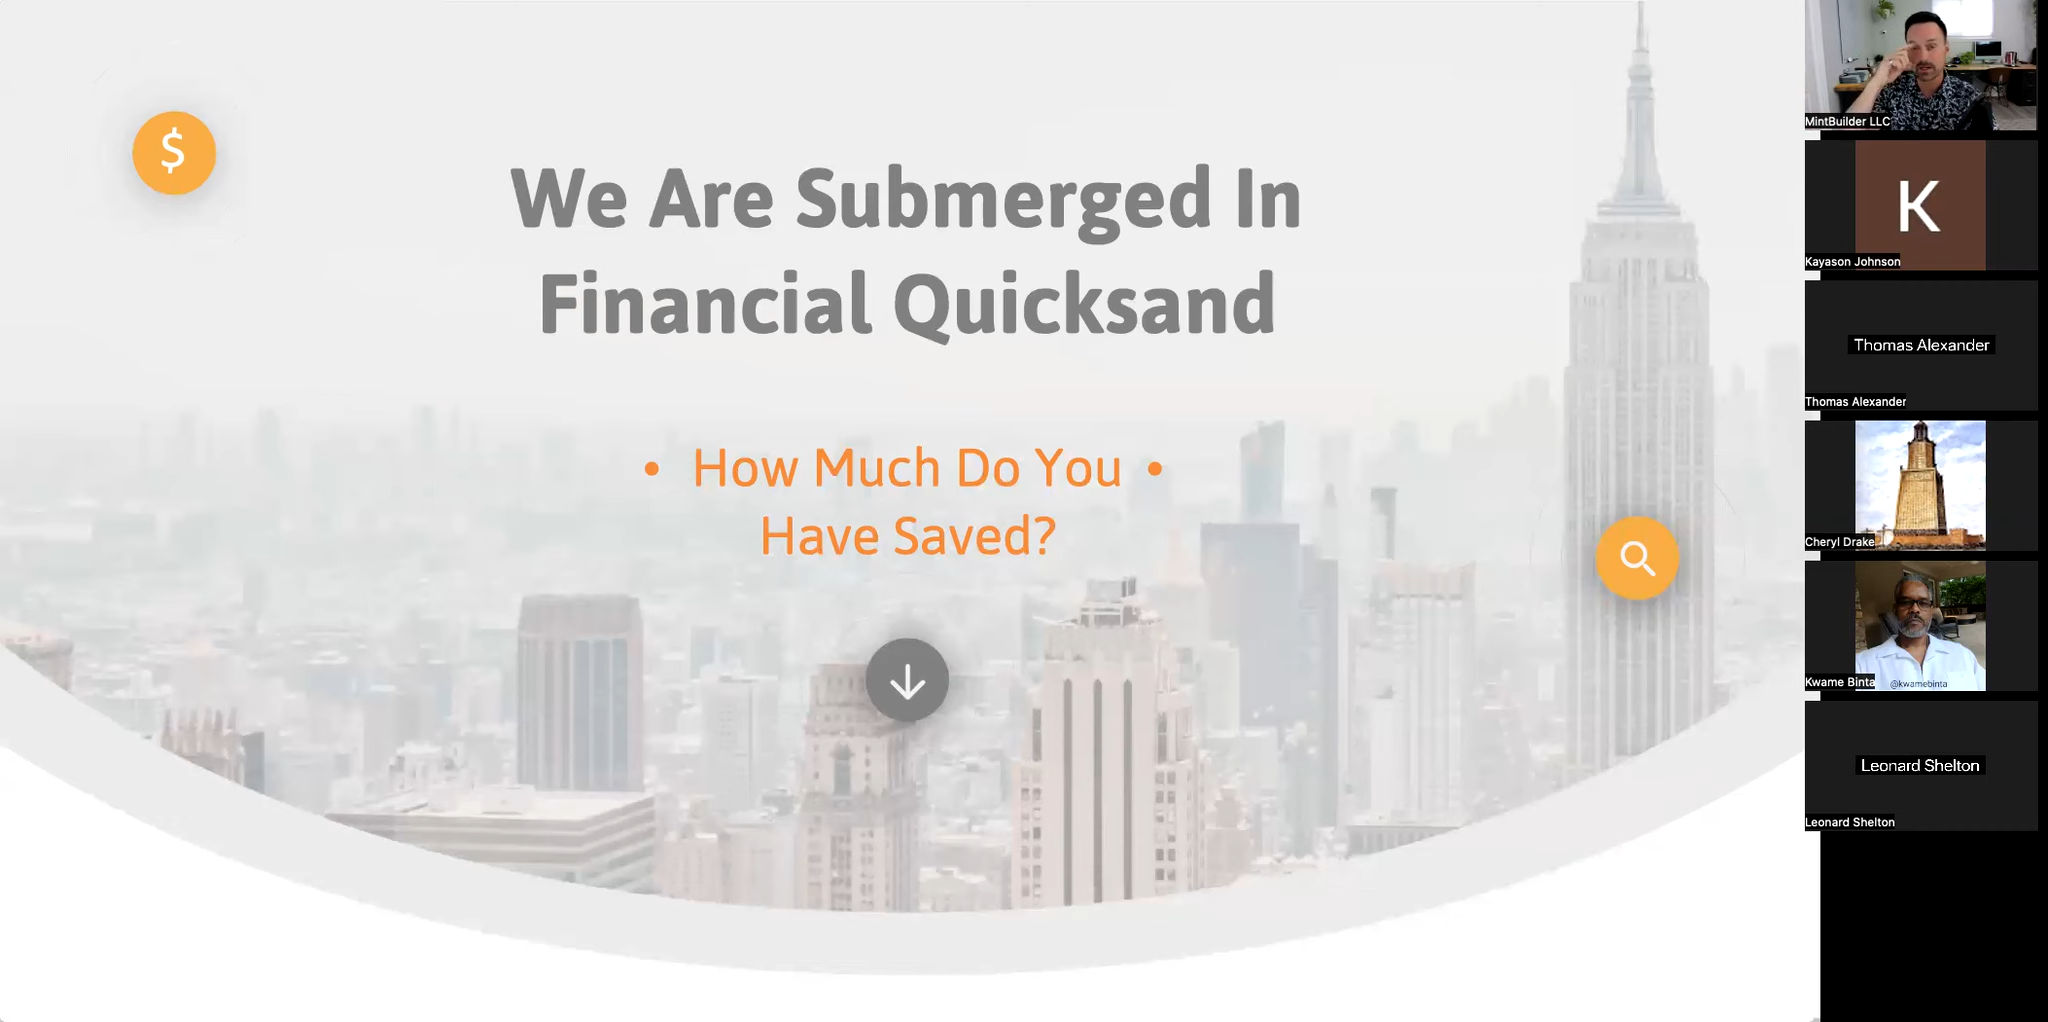 $
We Are Submerged In
Financial Quicksand
• How Much Do You •
Have Saved?
MintBuilder LLC
K
Kayason Johnson
Thomas Alexander
Thomas Alexander
Cheryl Drake
Kwame Binta
@kwamebinta
Leonard Shelton
Leonard Shelton